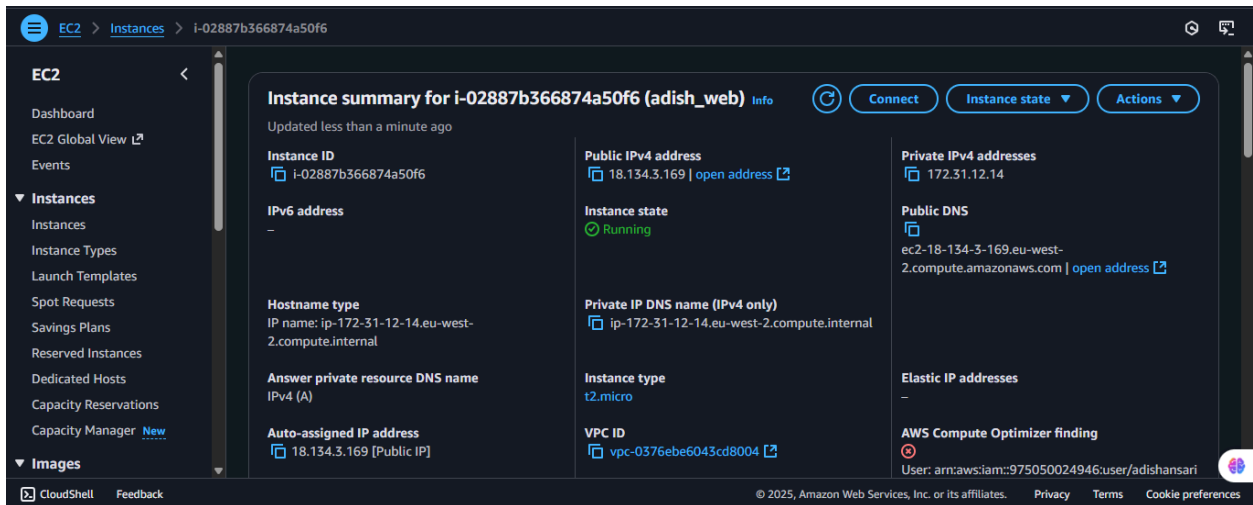 EC2 > Instances > i-02887b366874a50f6
EC2
Dashboard
EC2 Global View
Events
Instances
Instances
Instance Types
Launch Templates
Spot Requests
Savings Plans
Reserved Instances
Dedicated Hosts
Capacity Reservations
Capacity Manager New
Images
Instance summary for i-02887b366874a50f6 (adish_web) Info
Connect
Instance state
Actions
Updated less than a minute ago
Instance ID
i-02887b366874a50f6
Public IPv4 address
18.134.3.169 | open address
Private IPv4 addresses
172.31.12.14
IPv6 address
–
Instance state
Running
Public DNS
ec2-18-134-3-169.eu-west-
2.compute.amazonaws.com | open address
Hostname type
IP name: ip-172-31-12-14.eu-west-
2.compute.internal
Private IP DNS name (IPv4 only)
ip-172-31-12-14.eu-west-2.compute.internal
Answer private resource DNS name
IPv4 (A)
Instance type
t2.micro
Elastic IP addresses
–
Auto-assigned IP address
18.134.3.169 [Public IP]
VPC ID
vpc-0376ebe6043cd8004
AWS Compute Optimizer finding
User: arn:aws:iam::975050024946:user/adishansari
CloudShell
Feedback
© 2025, Amazon Web Services, Inc. or its affiliates.
Privacy
Terms
Cookie preferences